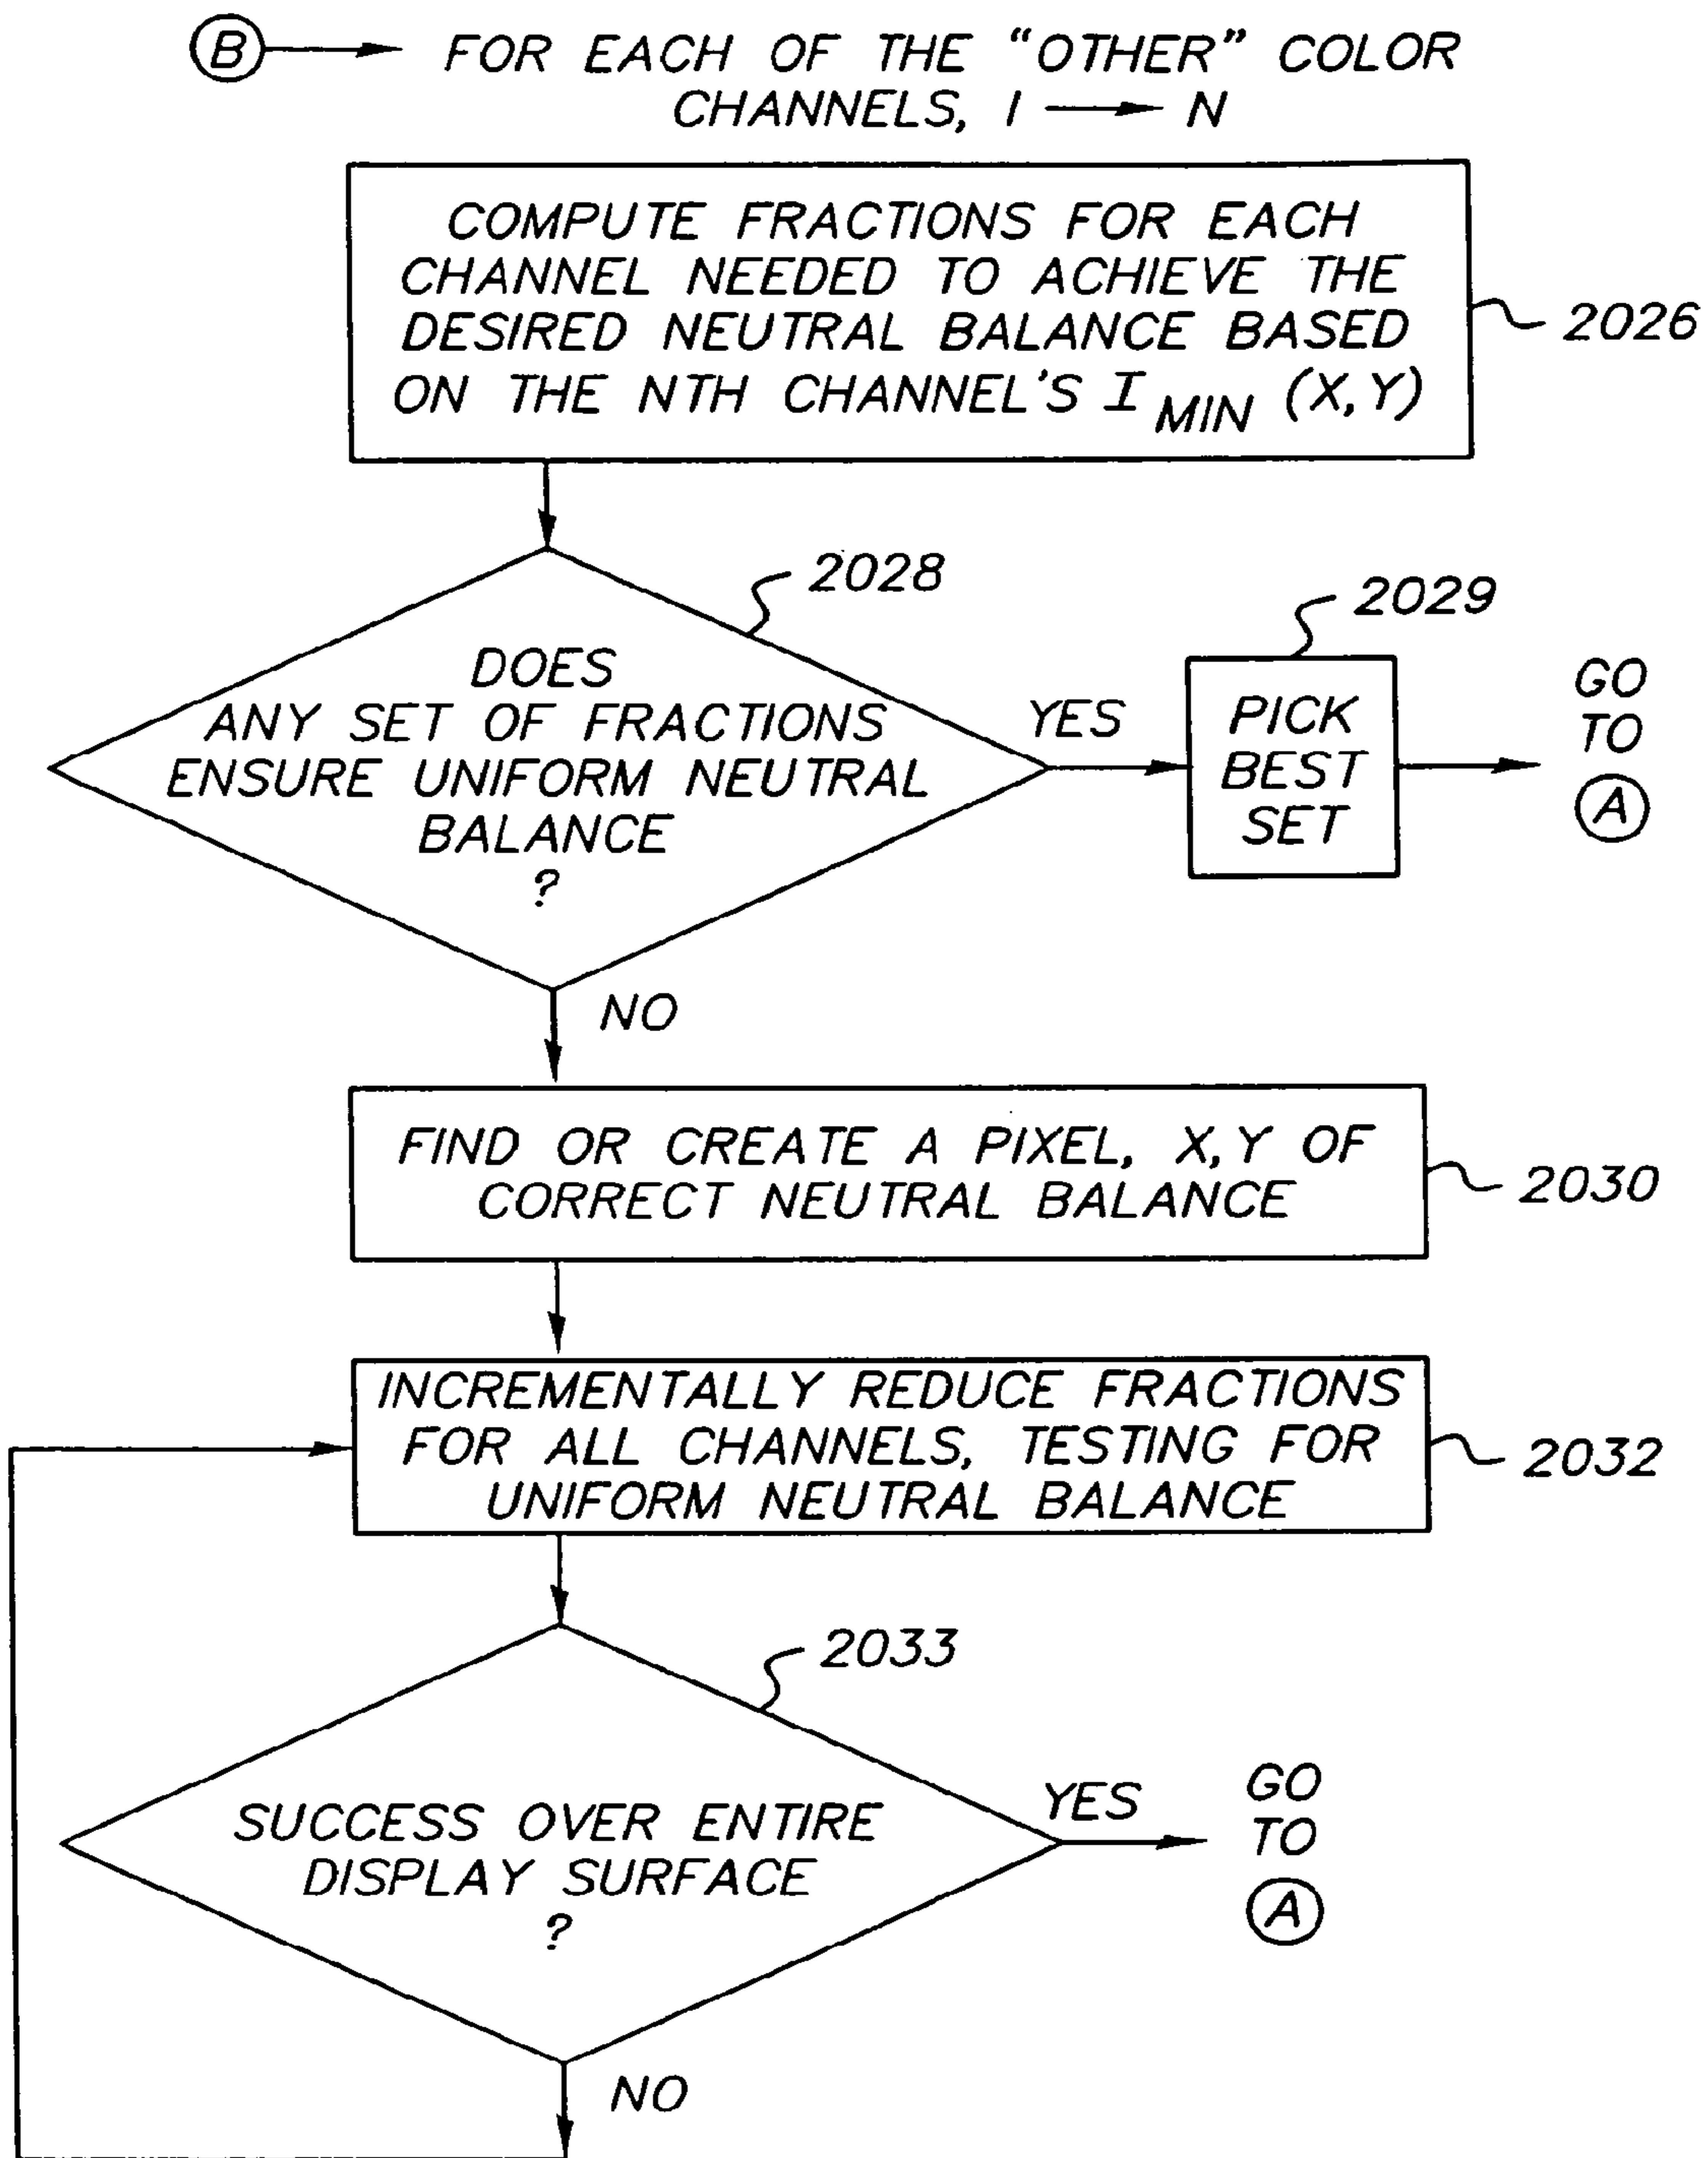 B FOR EACH OF THE “OTHER” COLOR
CHANNELS, I N
COMPUTE FRACTIONS FOR EACH
CHANNEL NEEDED TO ACHIEVE THE
DESIRED NEUTRAL BALANCE BASED
ON THE NTH CHANNEL'S I MIN (X,Y)
2026
2028
DOES
ANY SET OF FRACTIONS
ENSURE UNIFORM NEUTRAL
BALANCE
?
YES
2029
PICK
BEST
SET
GO
TO
A
NO
FIND OR CREATE A PIXEL, X,Y OF
CORRECT NEUTRAL BALANCE
2030
INCREMENTALLY REDUCE FRACTIONS
FOR ALL CHANNELS, TESTING FOR
UNIFORM NEUTRAL BALANCE
2032
2033
SUCCESS OVER ENTIRE
DISPLAY SURFACE
?
YES
GO
TO
A
NO